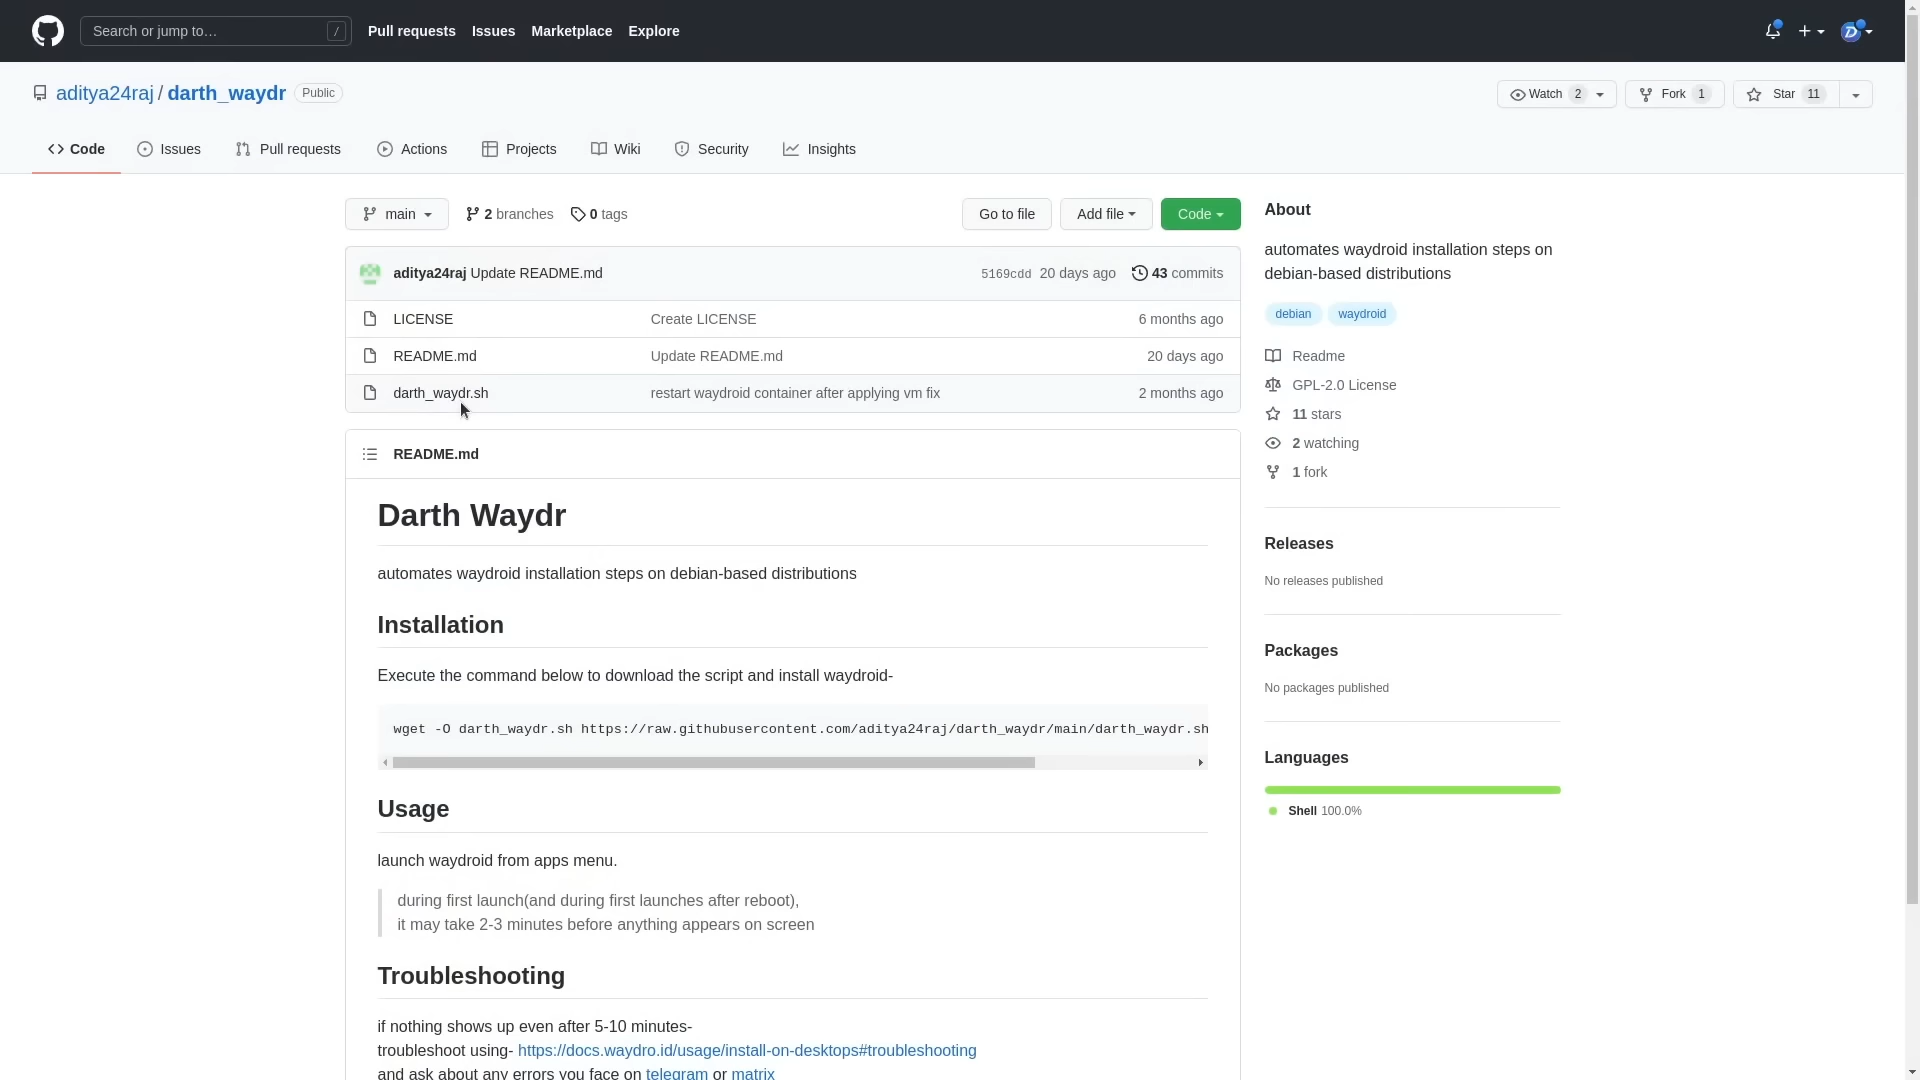 Search or jump to… /
Pull requests Issues Marketplace Explore
aditya24raj / darth_waydr Public
Watch 2 Fork 1 Star 11
Code Issues Pull requests Actions Projects Wiki Security Insights
main 2 branches 0 tags Go to file Add file Code
aditya24raj Update README.md 5169cdd 20 days ago 43 commits
LICENSE Create LICENSE 6 months ago
README.md Update README.md 20 days ago
darth_waydr.sh restart waydroid container after applying vm fix 2 months ago
README.md
Darth Waydr
automates waydroid installation steps on debian-based distributions
Installation
Execute the command below to download the script and install waydroid-
wget -O darth_waydr.sh https://raw.githubusercontent.com/aditya24raj/darth_waydr/main/darth_waydr.sh
Usage
launch waydroid from apps menu.
during first launch(and during first launches after reboot),
it may take 2-3 minutes before anything appears on screen
Troubleshooting
if nothing shows up even after 5-10 minutes-
troubleshoot using- https://docs.waydro.id/usage/install-on-desktops#troubleshooting
and ask about any errors you face on telegram or matrix
About
automates waydroid installation steps on
debian-based distributions
debian waydroid
Readme
GPL-2.0 License
11 stars
2 watching
1 fork
Releases
No releases published
Packages
No packages published
Languages
Shell 100.0%